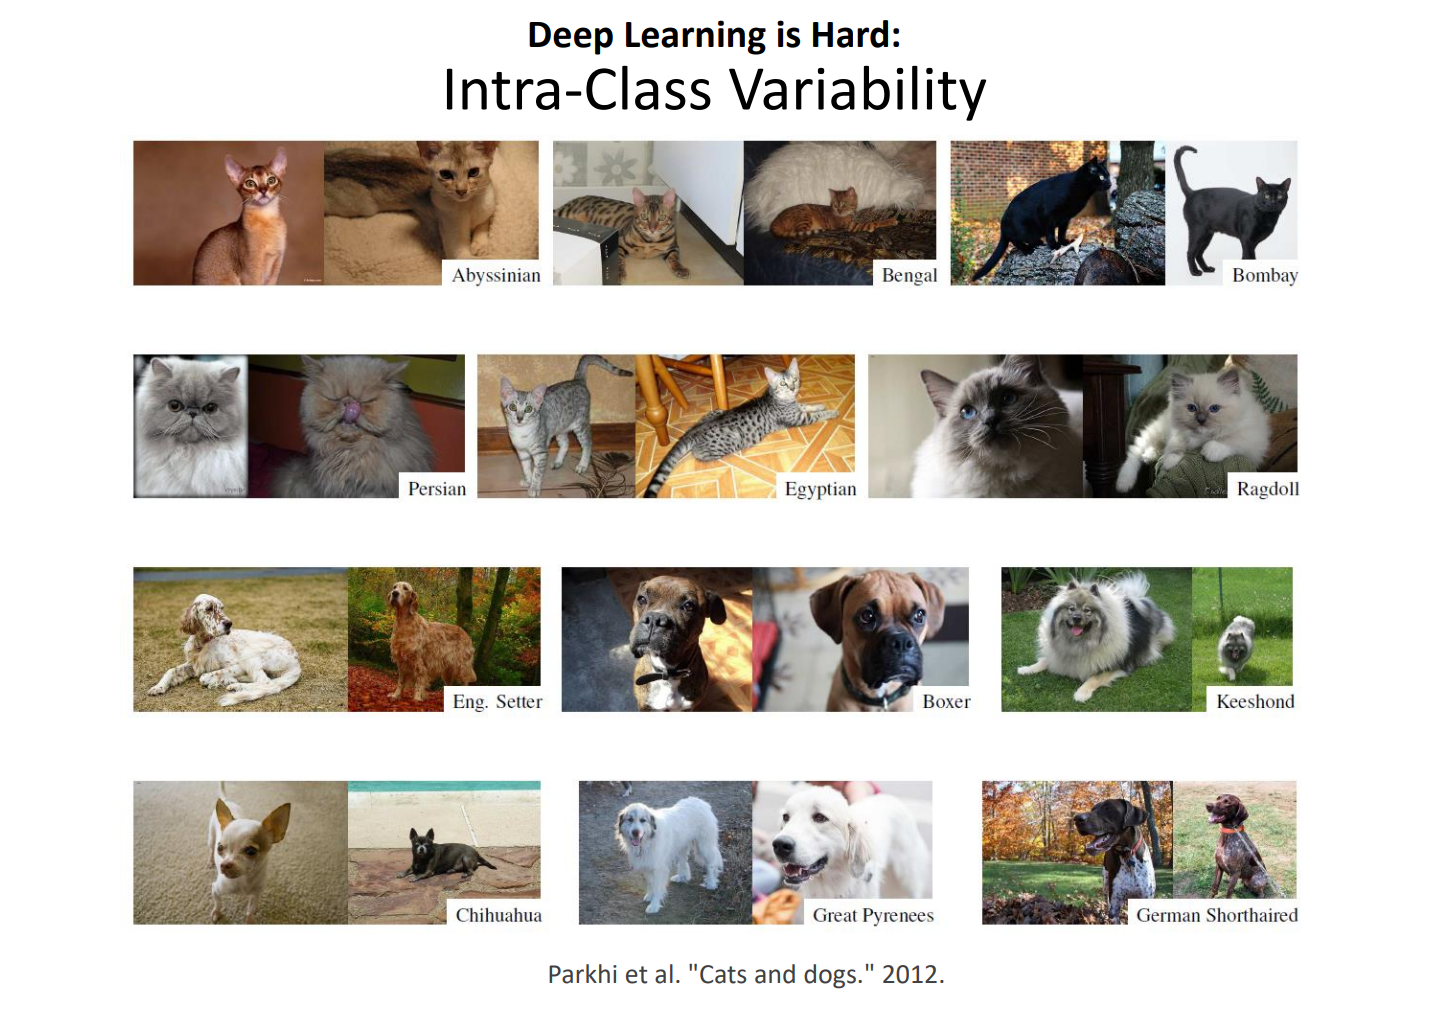 Deep Learning is Hard:
Intra-Class Variability
Abyssinian
Bengal
Bombay
Persian
Egyptian
Ragdoll
Eng. Setter
Boxer
Keeshond
Chihuahua
Great Pyrenees
German Shorthaired
Parkhi et al. "Cats and dogs." 2012.